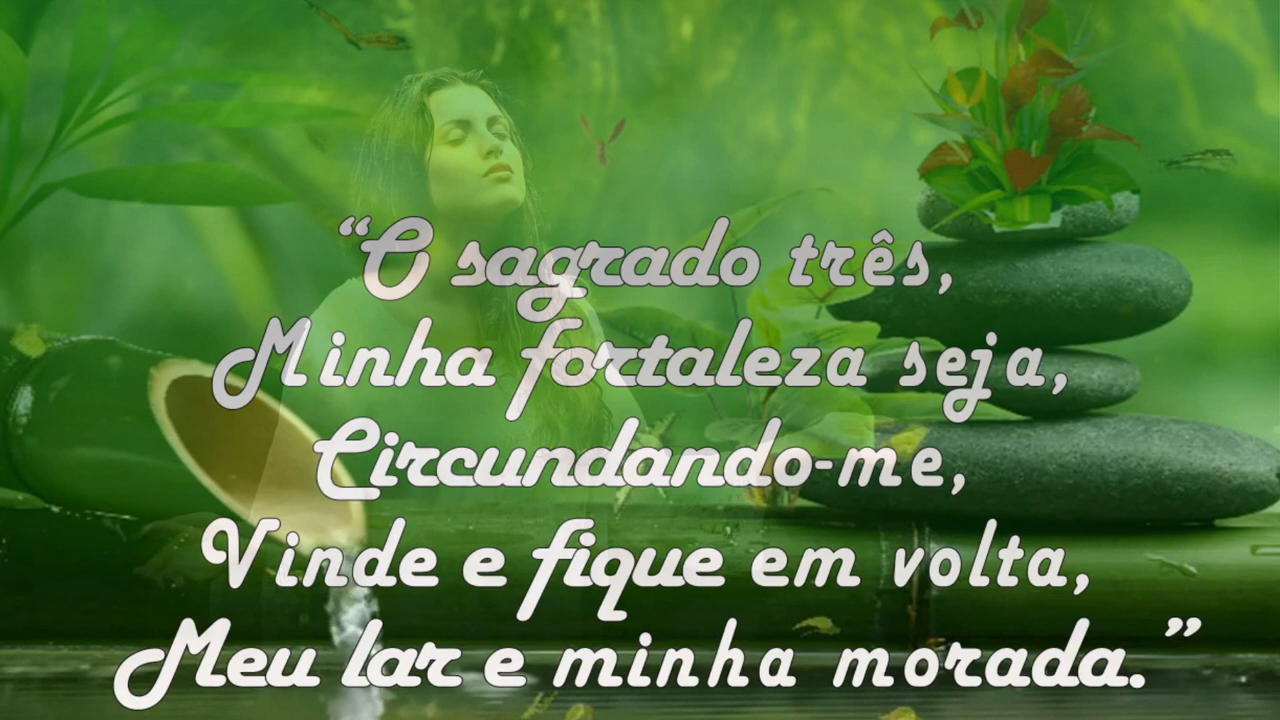 “O sagrado três,
Minha fortaleza seja,
Circundando-me,
Vinde e fique em volta,
Meu lar e minha morada.”